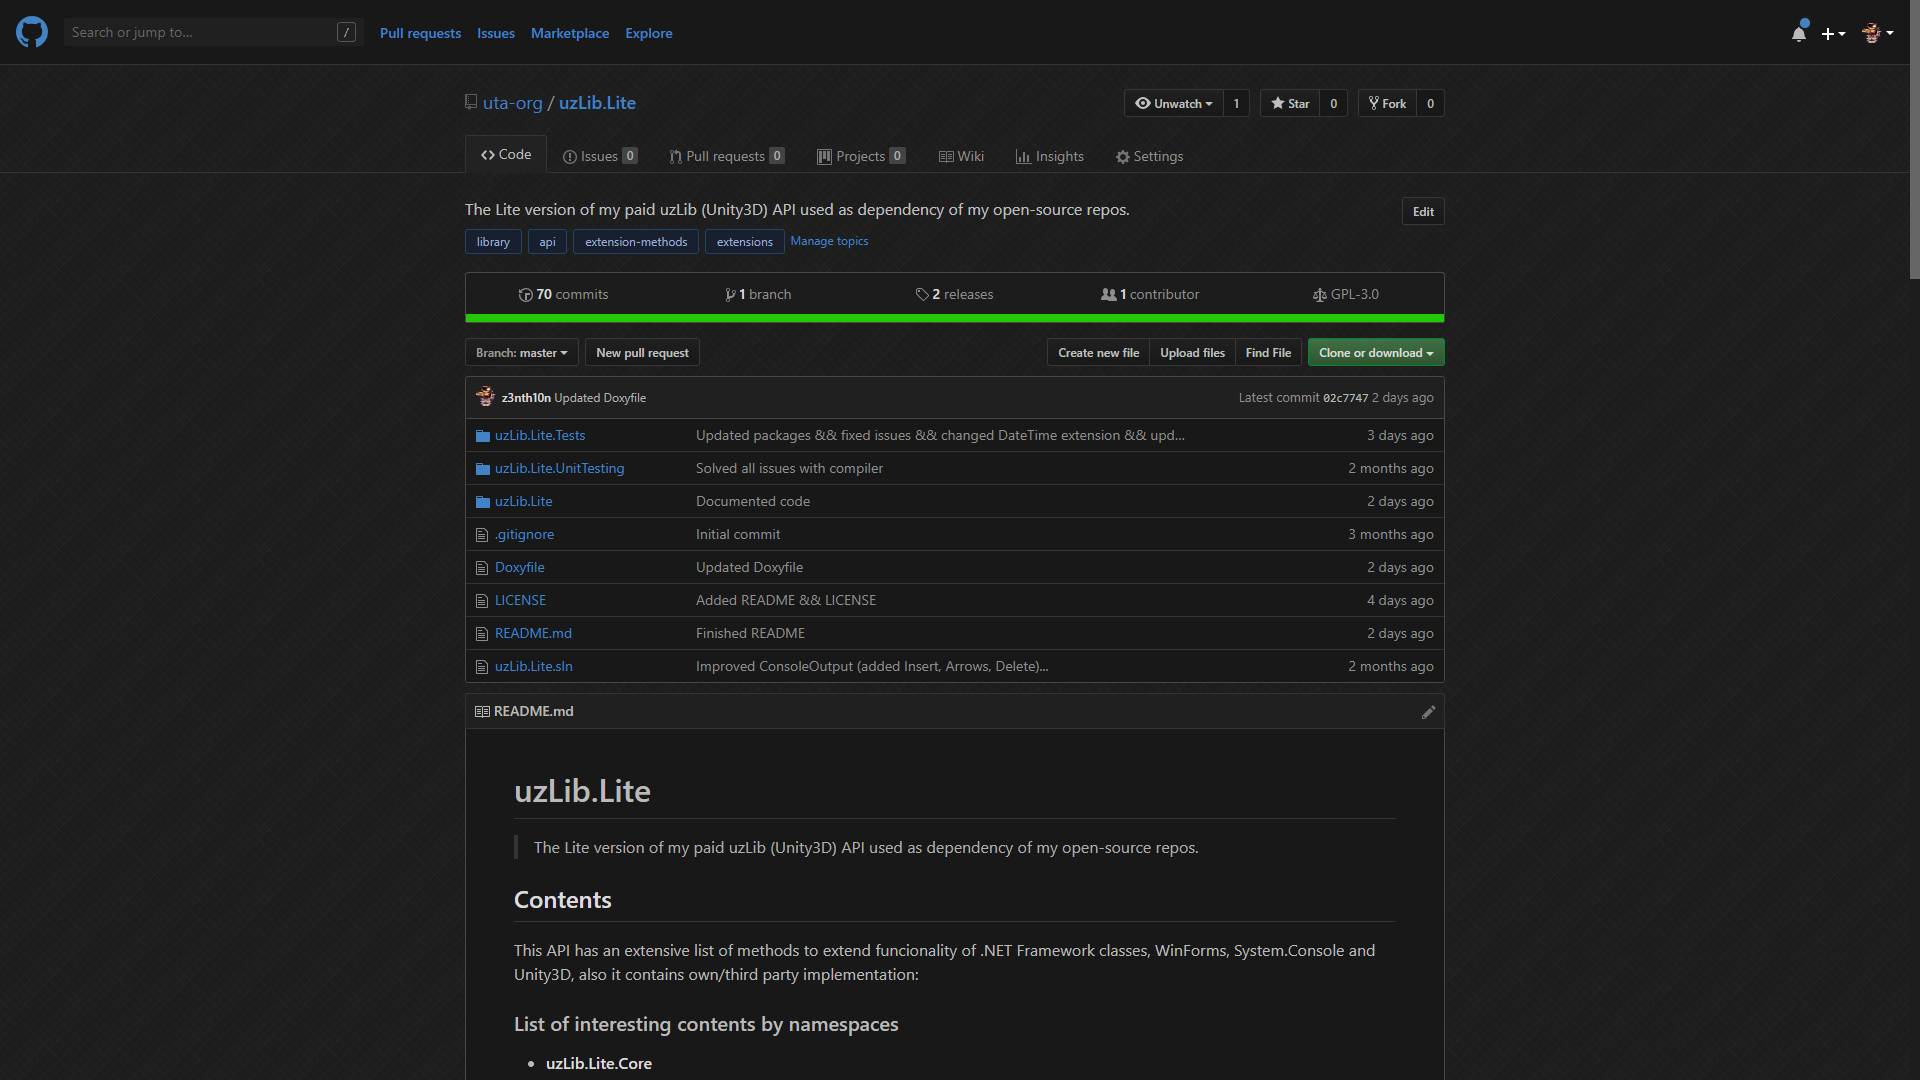 Search or jump to... / Pull requests Issues Marketplace Explore
uta-org / uzLib.Lite Unwatch 1 Star 0 Fork 0
Code Issues 0 Pull requests 0 Projects 0 Wiki Insights Settings
The Lite version of my paid uzLib (Unity3D) API used as dependency of my open-source repos. Edit
library api extension-methods extensions Manage topics
70 commits 1 branch 2 releases 1 contributor GPL-3.0
Branch: master New pull request Create new file Upload files Find File Clone or download
z3nth10n Updated Doxyfile Latest commit 02c7747 2 days ago
uzLib.Lite.Tests Updated packages && fixed issues && changed DateTime extension && upd... 3 days ago
uzLib.Lite.UnitTesting Solved all issues with compiler 2 months ago
uzLib.Lite Documented code 2 days ago
.gitignore Initial commit 3 months ago
Doxyfile Updated Doxyfile 2 days ago
LICENSE Added README && LICENSE 4 days ago
README.md Finished README 2 days ago
uzLib.Lite.sln Improved ConsoleOutput (added Insert, Arrows, Delete)... 2 months ago
README.md
uzLib.Lite
The Lite version of my paid uzLib (Unity3D) API used as dependency of my open-source repos.
Contents
This API has an extensive list of methods to extend funcionality of .NET Framework classes, WinForms, System.Console and
Unity3D, also it contains own/third party implementation:
List of interesting contents by namespaces
• uzLib.Lite.Core